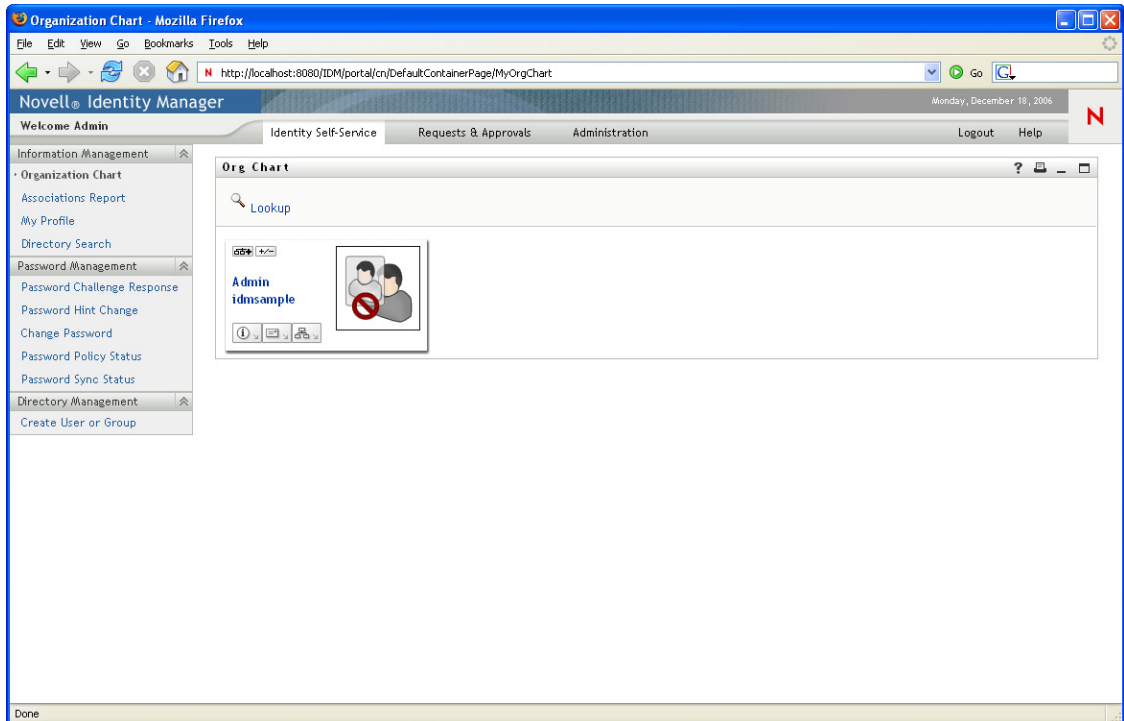 Organization Chart - Mozilla Firefox
File Edit View Go Bookmarks Tools Help
N http://localhost:8080/IDM/portal/cn/DefaultContainerPage/MyOrgChart Go G
Novell® Identity Manager Monday, December 18, 2006
N
Welcome Admin Identity Self-Service Requests & Approvals Administration Logout Help
Information Management
Organization Chart
Associations Report
My Profile
Directory Search
Password Management
Password Challenge Response
Password Hint Change
Change Password
Password Policy Status
Password Sync Status
Directory Management
Create User or Group
Org Chart ?
Lookup
+/-
Admin
idmsample
Done